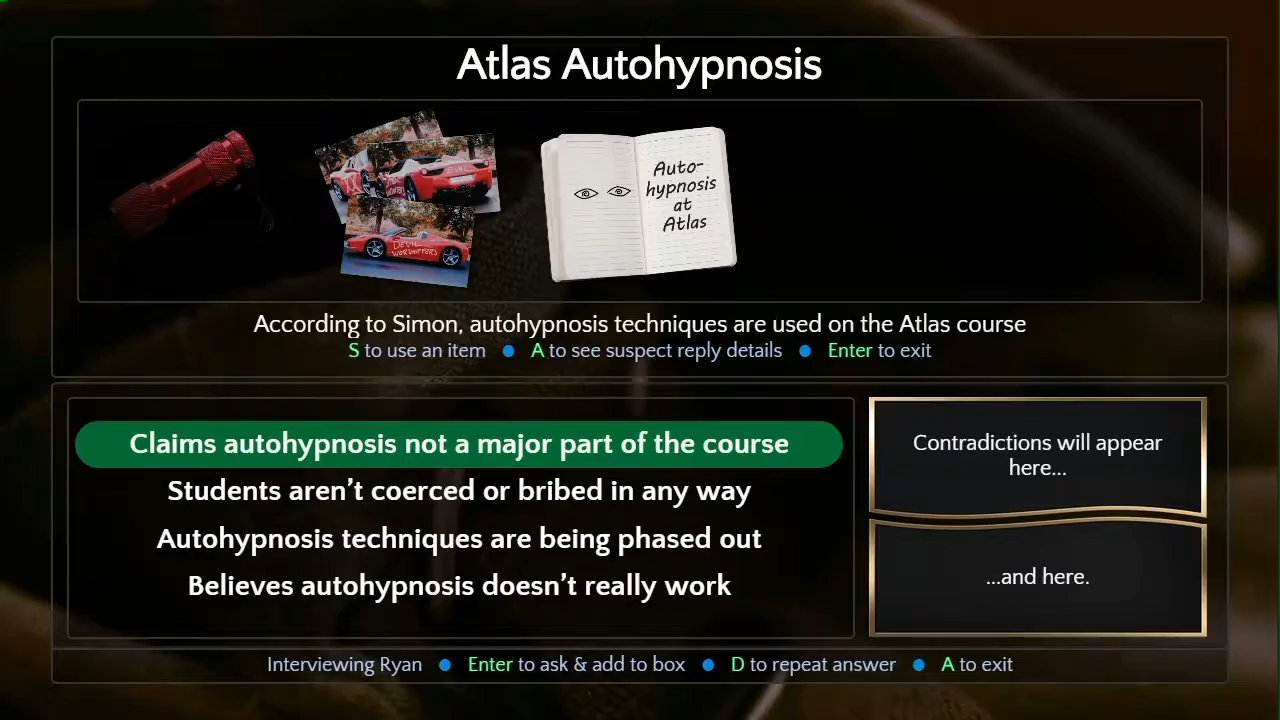 Atlas Autohypnosis
DEVIL
WORSHIPPERS
Auto-
hypnosis
at
Atlas
According to Simon, autohypnosis techniques are used on the Atlas course
S to use an item ● A to see suspect reply details ● Enter to exit
Claims autohypnosis not a major part of the course
Students aren’t coerced or bribed in any way
Autohypnosis techniques are being phased out
Believes autohypnosis doesn’t really work
Contradictions will appear
here...
...and here.
Interviewing Ryan ● Enter to ask & add to box ● D to repeat answer ● A to exit